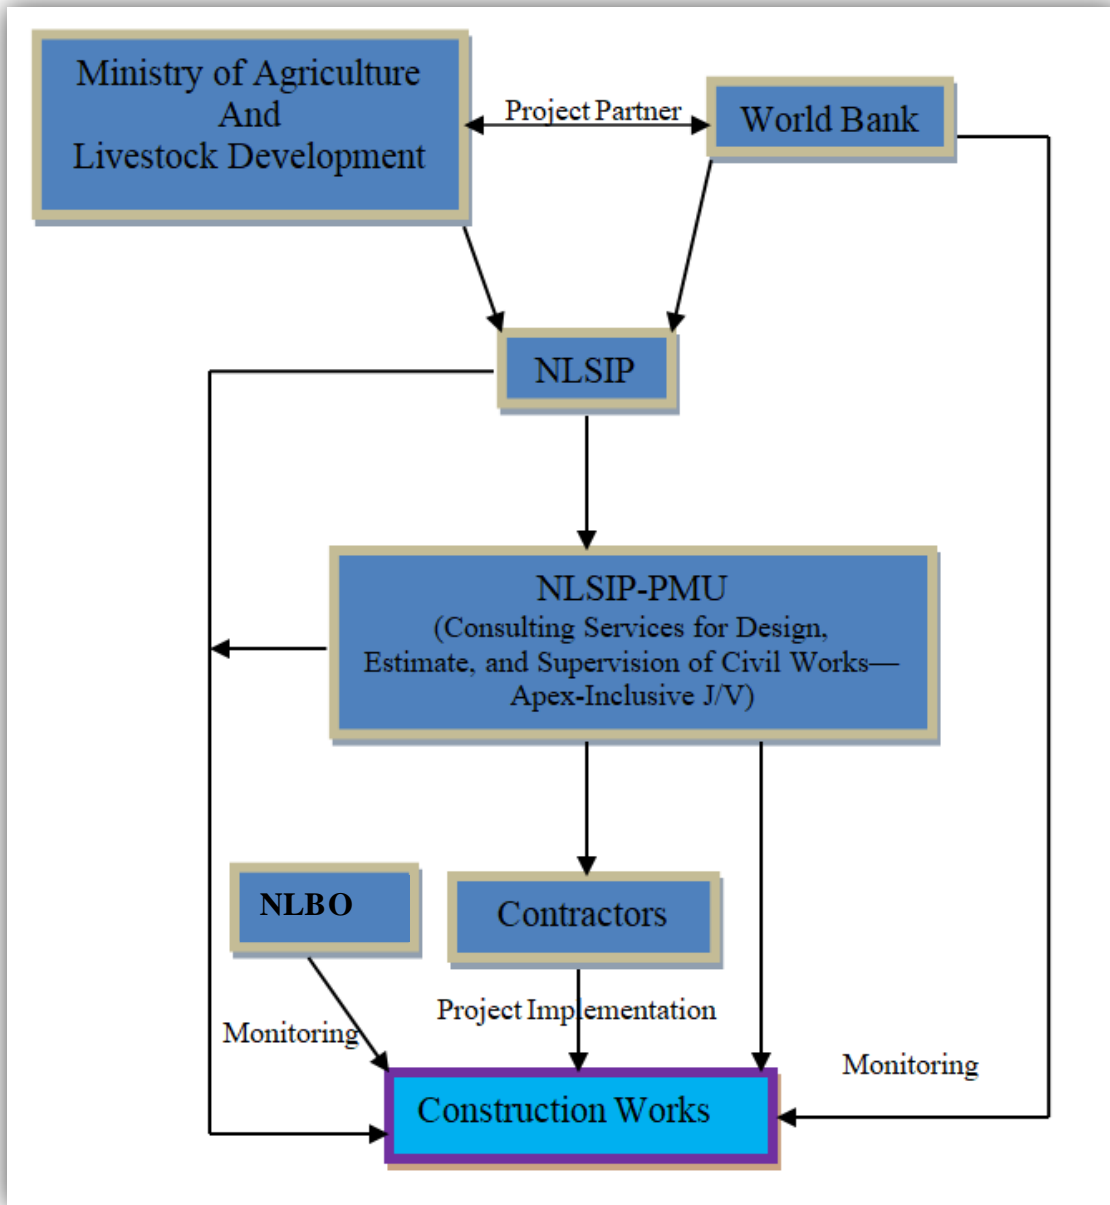 Ministry of Agriculture
And
Livestock Development
Project Partner
World Bank
NLSIP
NLSIP-PMU
(Consulting Services for Design,
Estimate, and Supervision of Civil Works—
Apex-Inclusive J/V)
NLBO
Contractors
Project Implementation
Monitoring
Monitoring
Construction Works